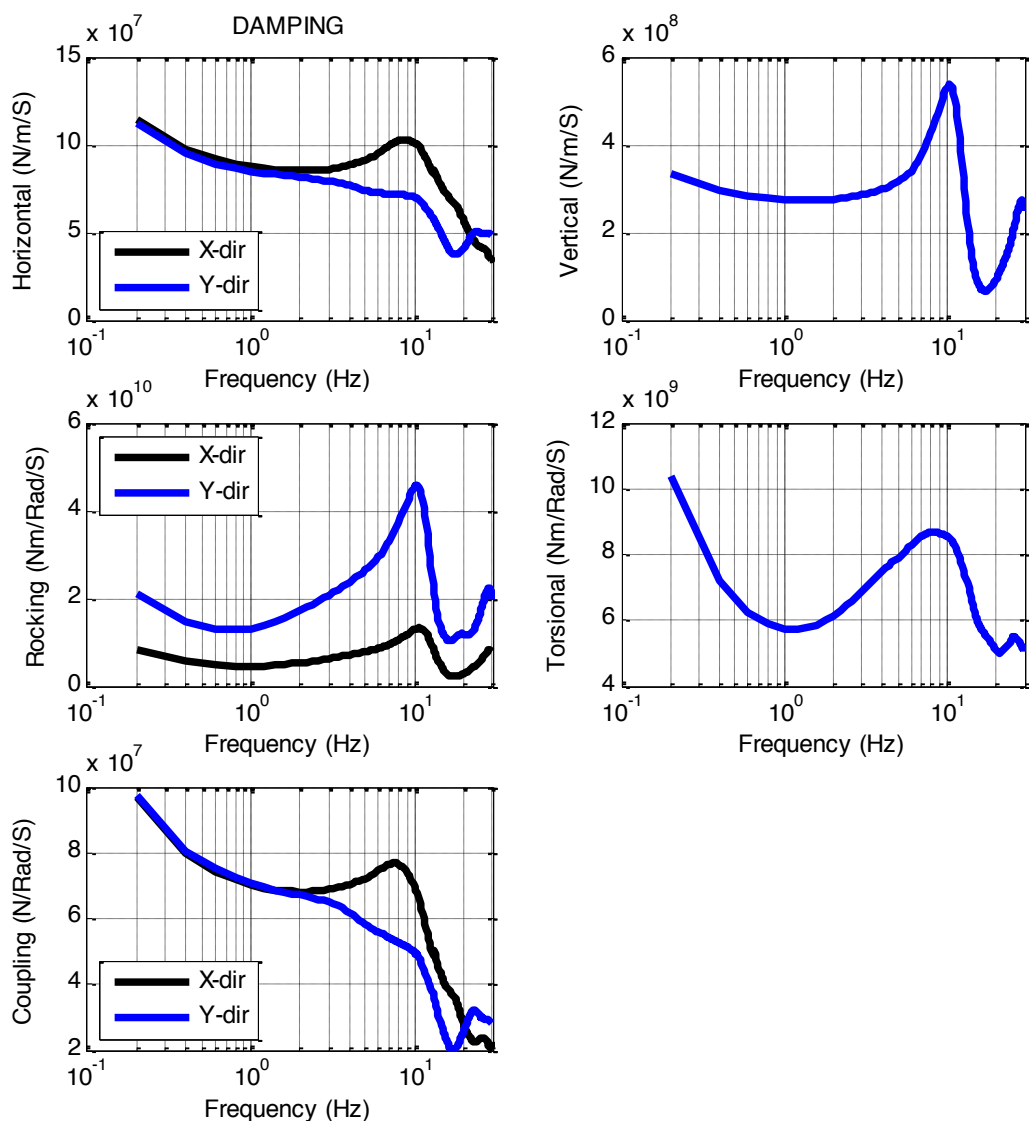 DAMPING
x 10^7
15
10
5
0
Horizontal (N/m/S)
X-dir
Y-dir
10^-1
10^0
10^1
Frequency (Hz)
x 10^8
6
4
2
0
Vertical (N/m/S)
10^-1
10^0
10^1
Frequency (Hz)
x 10^10
6
4
2
0
Rocking (Nm/Rad/S)
X-dir
Y-dir
10^-1
10^0
10^1
Frequency (Hz)
x 10^9
12
10
8
6
4
Torsional (Nm/Rad/S)
10^-1
10^0
10^1
Frequency (Hz)
x 10^7
10
8
6
4
2
Coupling (N/Rad/S)
X-dir
Y-dir
10^-1
10^0
10^1
Frequency (Hz)